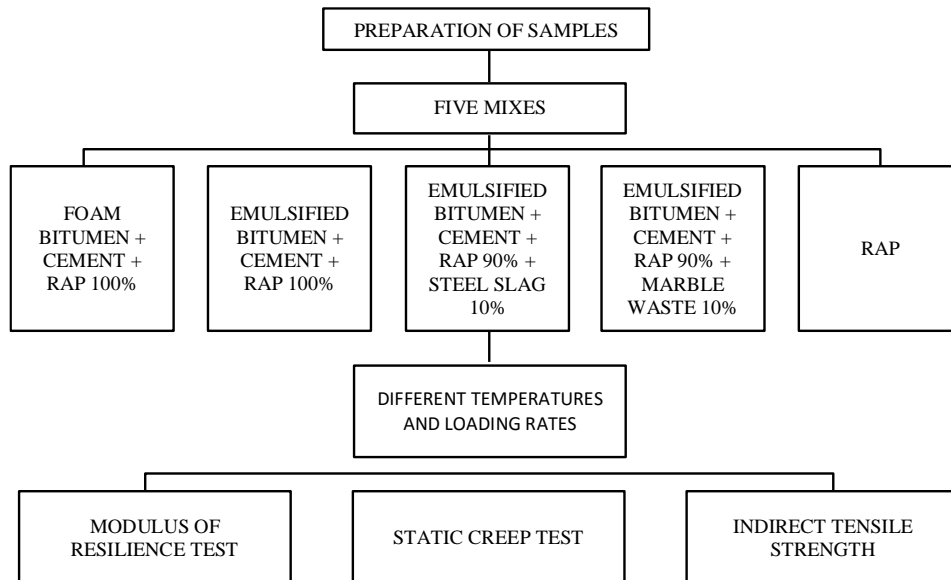 PREPARATION OF SAMPLES
FIVE MIXES
FOAM
BITUMEN +
CEMENT +
RAP 100%
EMULSIFIED
BITUMEN +
CEMENT +
RAP 100%
EMULSIFIED
BITUMEN +
CEMENT +
RAP 90% +
STEEL SLAG
10%
EMULSIFIED
BITUMEN +
CEMENT +
RAP 90% +
MARBLE
WASTE 10%
RAP
DIFFERENT TEMPERATURES
AND LOADING RATES
MODULUS OF
RESILIENCE TEST
STATIC CREEP TEST
INDIRECT TENSILE
STRENGTH